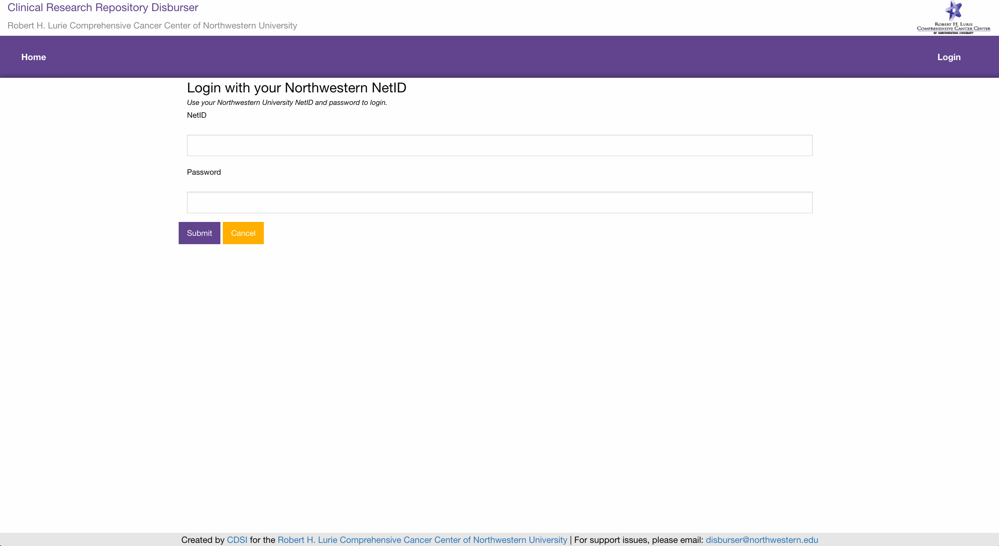 Clinical Research Repository Disburser
Robert H. Lurie Comprehensive Cancer Center of Northwestern University
ROBERT H. LURIE
COMPREHENSIVE CANCER CENTER
OF NORTHWESTERN UNIVERSITY
Home
Login
Login with your Northwestern NetID
Use your Northwestern University NetID and password to login.
NetID
Password
Submit
Cancel
Created by CDSI for the Robert H. Lurie Comprehensive Cancer Center of Northwestern University | For support issues, please email: disburser@northwestern.edu